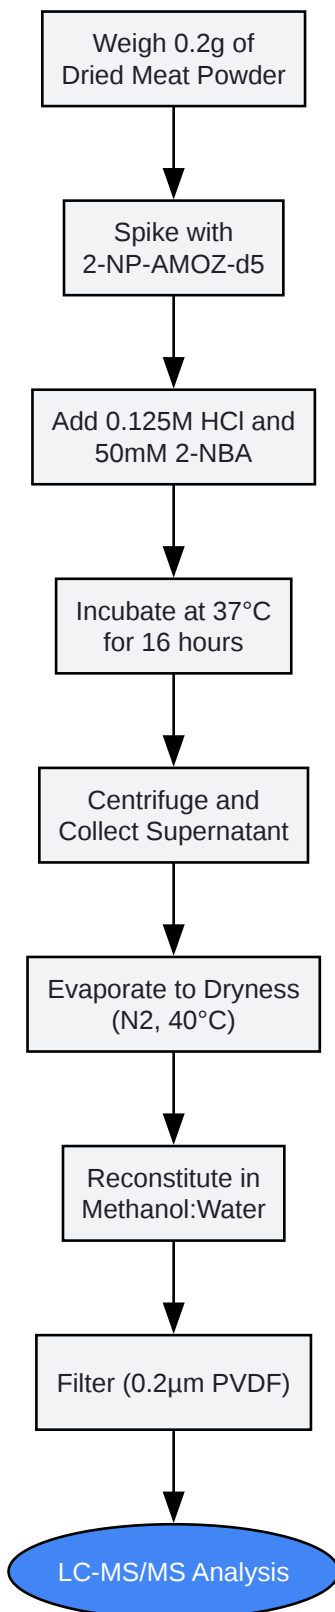 Weigh 0.2g of
Dried Meat Powder
Spike with
2-NP-AMOZ-d5
Add 0.125M HCl and
50mM 2-NBA
Incubate at 37°C
for 16 hours
Centrifuge and
Collect Supernatant
Evaporate to Dryness
(N2, 40°C)
Reconstitute in
Methanol:Water
Filter (0.2µm PVDF)
LC-MS/MS Analysis